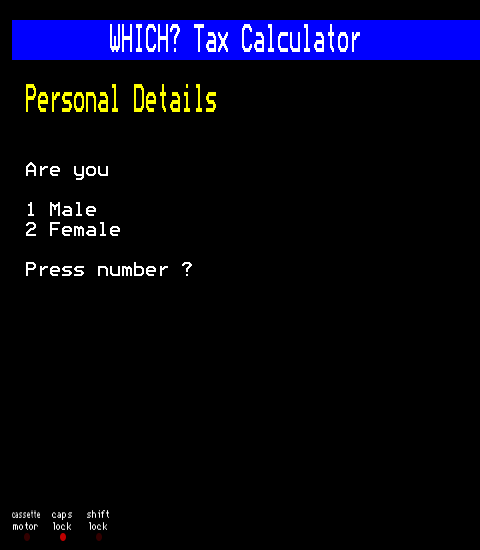 WHICH? Tax Calculator
Personal Details
Are you
1 Male
2 Female
Press number ?
cassette motor
caps lock
shift lock